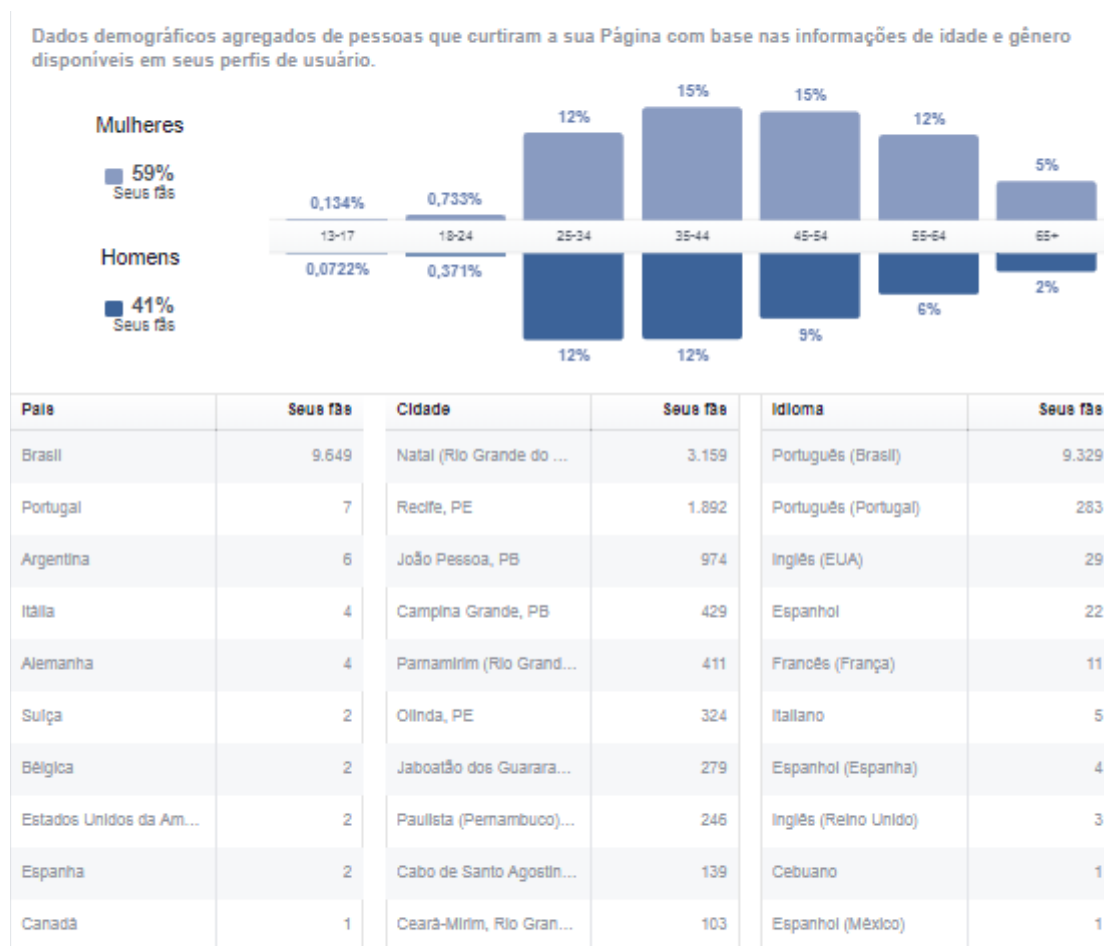 Dados demográficos agregados de pessoas que curtiram a sua Página com base nas informações de idade e gênero
disponíveis em seus perfis de usuário.
Mulheres
59%
Seus fãs
0,134% 0,733% 12% 15% 15% 12% 5%
13-17 18-24 25-34 35-44 45-54 55-64 65+
Homens
41%
Seus fãs
0,0722% 0,371% 12% 12% 9% 6% 2%
País Seus fãs Cidade Seus fãs Idioma Seus fãs
Brasil 9.649 Natal (Rio Grande do ... 3.159 Português (Brasil) 9.329
Portugal 7 Recife, PE 1.892 Português (Portugal) 283
Argentina 6 João Pessoa, PB 974 Inglês (EUA) 29
Itália 4 Campina Grande, PB 429 Espanhol 22
Alemanha 4 Parnamirim (Rio Grand... 411 Francês (França) 11
Suíça 2 Olinda, PE 324 Italiano 5
Bélgica 2 Jaboatão dos Guarara... 279 Espanhol (Espanha) 4
Estados Unidos da Am... 2 Paulista (Pernambuco)... 246 Inglês (Reino Unido) 3
Espanha 2 Cabo de Santo Agostin... 139 Cebuano 1
Canadá 1 Ceará-Mirim, Rio Gran... 103 Espanhol (México) 1